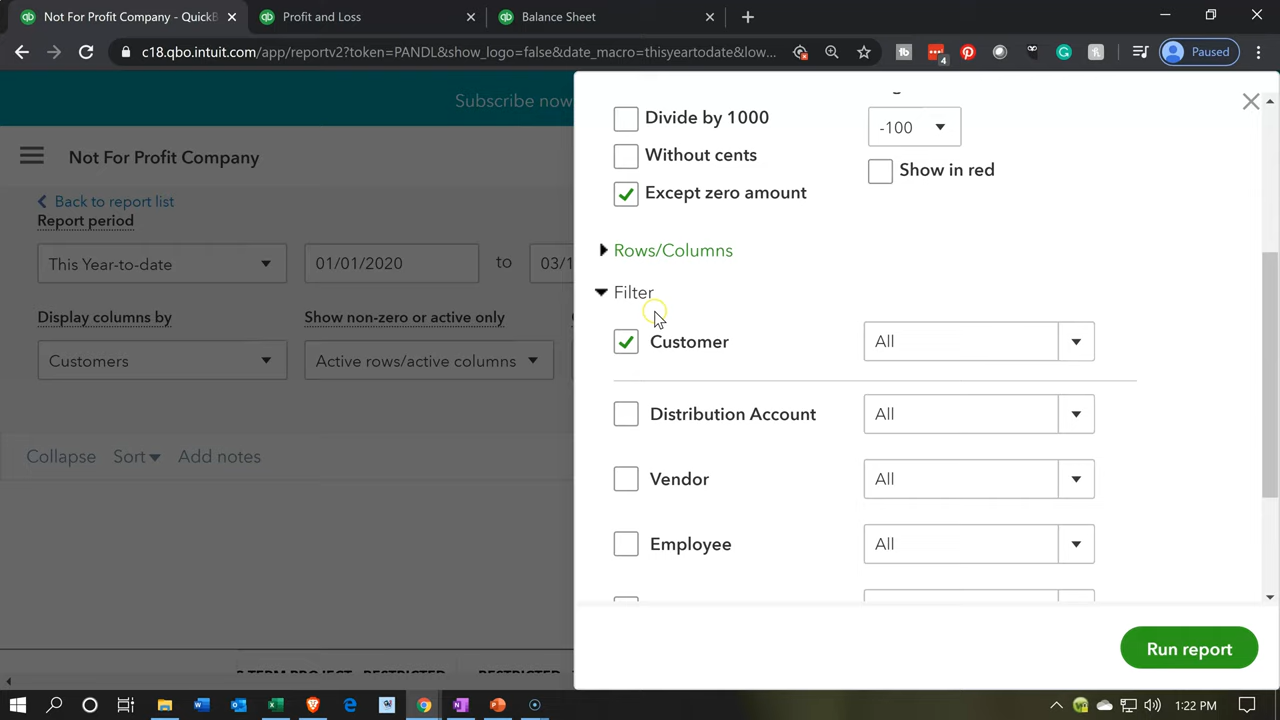 Not For Profit Company - QuickB
Profit and Loss
Balance Sheet
c18.qbo.intuit.com/app/reportv2?token=PANDL&show_logo=false&date_macro=thisyeartodate&low...
4
Paused
Subscribe now
Not For Profit Company
Back to report list
Report period
This Year-to-date
01/01/2020
to
03/1
Display columns by
Show non-zero or active only
Customers
Active rows/active columns
Collapse
Sort
Add notes
Divide by 1000
-100
Without cents
Show in red
Except zero amount
Rows/Columns
Filter
Customer
All
Distribution Account
All
Vendor
All
Employee
All
Run report
1:22 PM